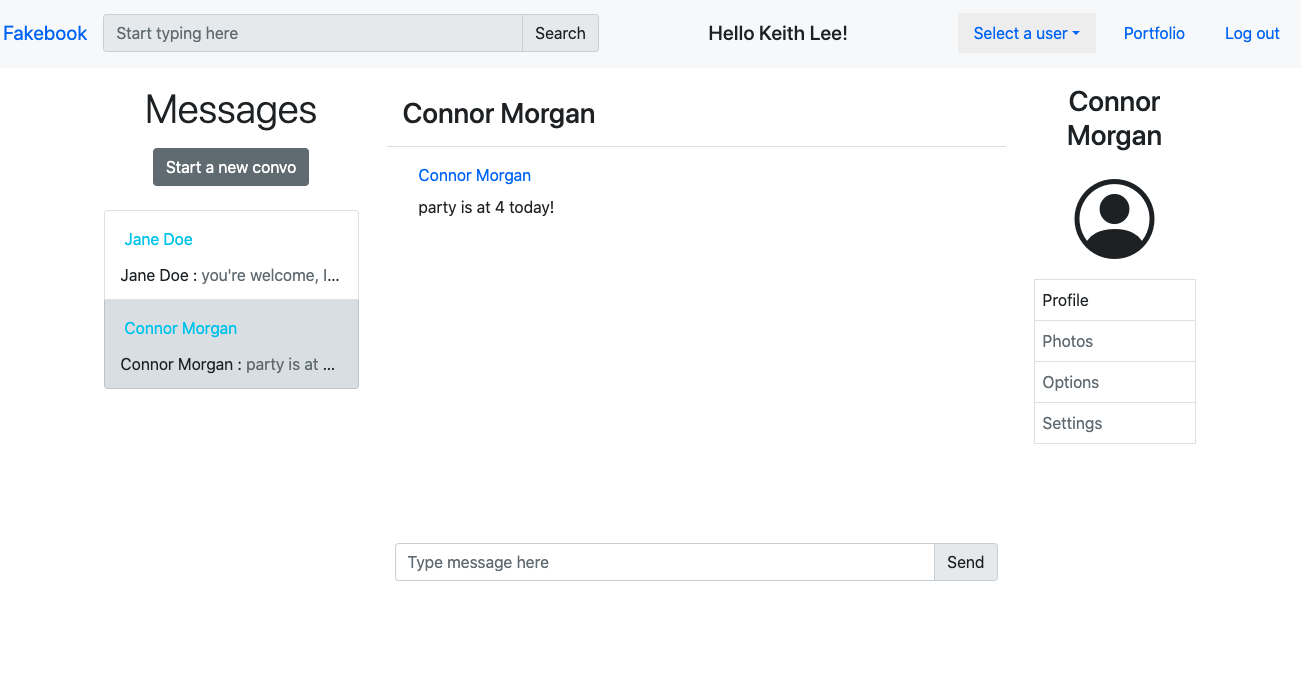 Fakebook
Start typing here
Search
Hello Keith Lee!
Select a user
Portfolio
Log out
Messages
Start a new convo
Jane Doe
Jane Doe : you're welcome, I...
Connor Morgan
Connor Morgan : party is at ...
Connor Morgan
Connor Morgan
party is at 4 today!
Type message here
Send
Connor
Morgan
Profile
Photos
Options
Settings